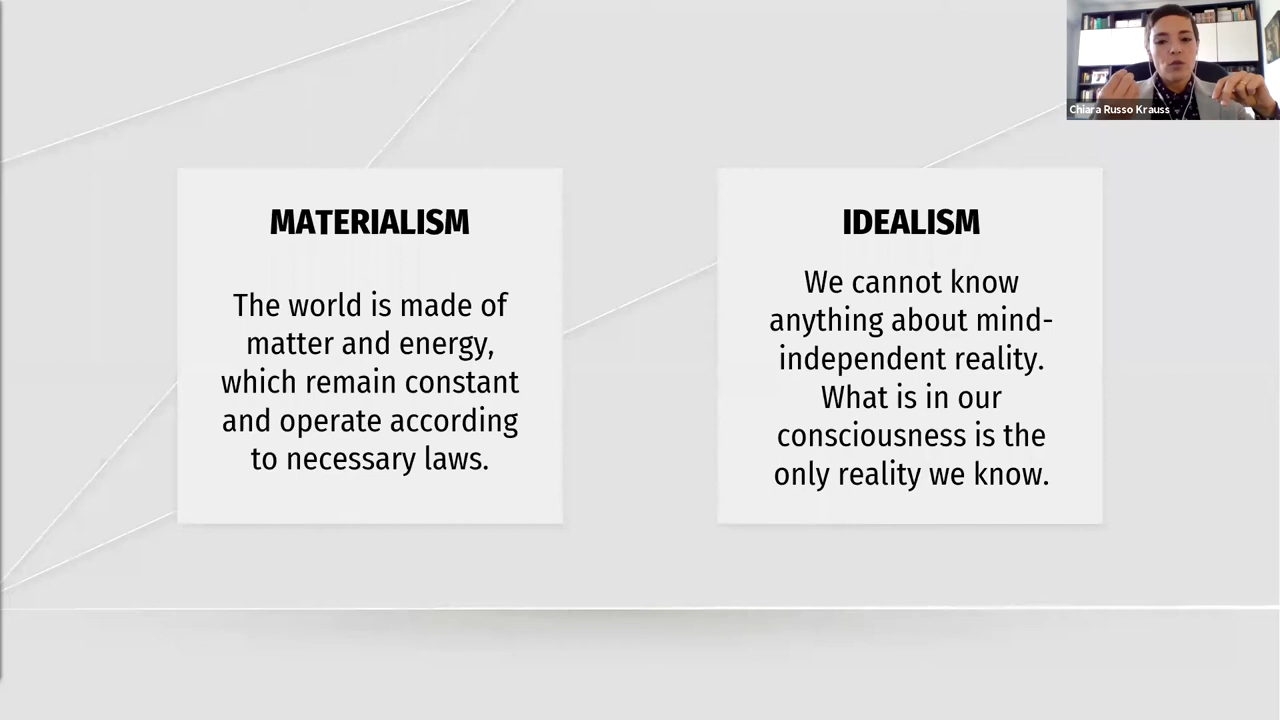 Chiara Russo Krauss
MATERIALISM
The world is made of
matter and energy,
which remain constant
and operate according
to necessary laws.
IDEALISM
We cannot know
anything about mind-
independent reality.
What is in our
consciousness is the
only reality we know.